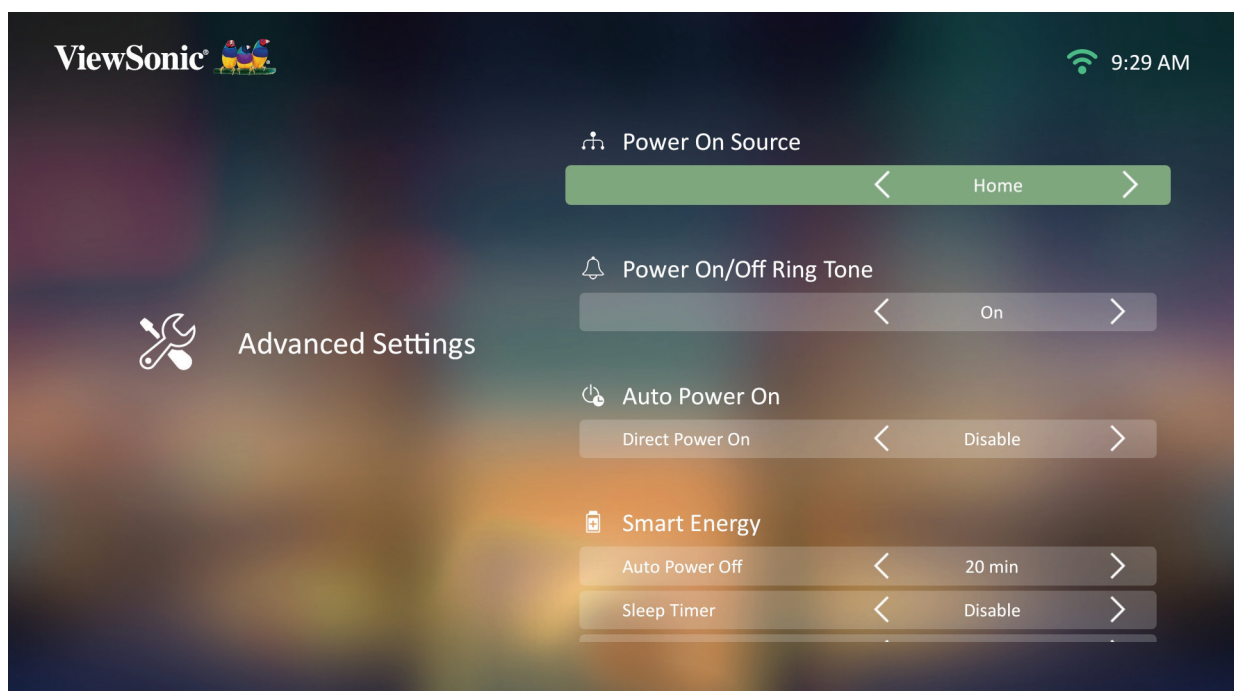 ViewSonic®
9:29 AM
Power On Source
Home
Power On/Off Ring Tone
On
Advanced Settings
Auto Power On
Direct Power On Disable
Smart Energy
Auto Power Off 20 min
Sleep Timer Disable